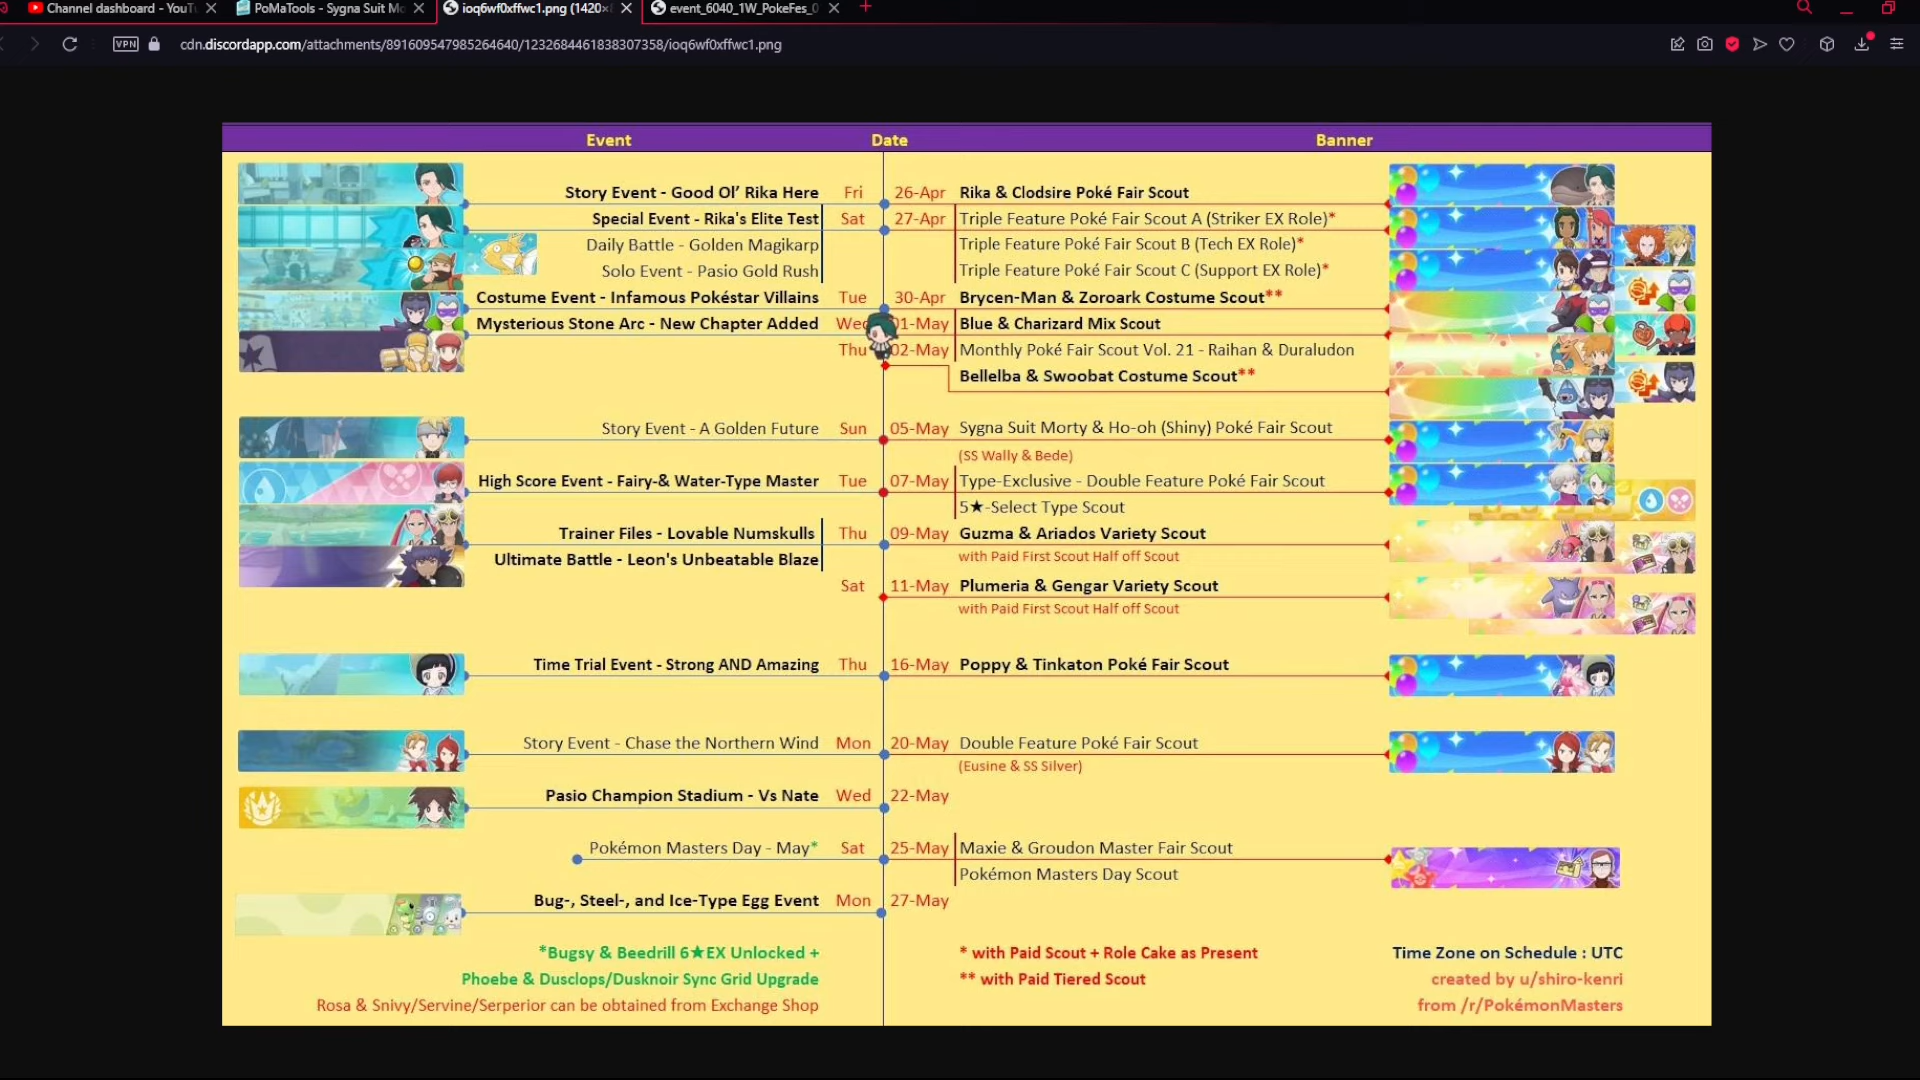 Channel dashboard - YouTu
PoMaTools - Sygna Suit Mo
ioq6wf0xffwc1.png (1420×
event_6040_1W_PokeFes_0
VPN
cdn.discordapp.com/attachments/891609547985264640/1232684461838307358/ioq6wf0xffwc1.png
Event Date Banner
Story Event - Good Ol’ Rika Here Fri 26-Apr Rika & Clodsire Poké Fair Scout
Special Event - Rika's Elite Test Sat 27-Apr Triple Feature Poké Fair Scout A (Striker EX Role)*
Daily Battle - Golden Magikarp Triple Feature Poké Fair Scout B (Tech EX Role)*
Solo Event - Pasio Gold Rush Triple Feature Poké Fair Scout C (Support EX Role)*
Costume Event - Infamous Pokéstar Villains Tue 30-Apr Brycen-Man & Zoroark Costume Scout**
Mysterious Stone Arc - New Chapter Added Wed 01-May Blue & Charizard Mix Scout
Thu 02-May Monthly Poké Fair Scout Vol. 21 - Raihan & Duraludon
Bellelba & Swoobat Costume Scout**
Story Event - A Golden Future Sun 05-May Sygna Suit Morty & Ho-oh (Shiny) Poké Fair Scout
(SS Wally & Bede)
High Score Event - Fairy-& Water-Type Master Tue 07-May Type-Exclusive - Double Feature Poké Fair Scout
5★-Select Type Scout
Trainer Files - Lovable Numskulls Thu 09-May Guzma & Ariados Variety Scout
Ultimate Battle - Leon's Unbeatable Blaze with Paid First Scout Half off Scout
Sat 11-May Plumeria & Gengar Variety Scout
with Paid First Scout Half off Scout
Time Trial Event - Strong AND Amazing Thu 16-May Poppy & Tinkaton Poké Fair Scout
Story Event - Chase the Northern Wind Mon 20-May Double Feature Poké Fair Scout
(Eusine & SS Silver)
Pasio Champion Stadium - Vs Nate Wed 22-May
Pokémon Masters Day - May* Sat 25-May Maxie & Groudon Master Fair Scout
Pokémon Masters Day Scout
Bug-, Steel-, and Ice-Type Egg Event Mon 27-May
*Bugsy & Beedrill 6★EX Unlocked + * with Paid Scout + Role Cake as Present Time Zone on Schedule : UTC
Phoebe & Dusclops/Dusknoir Sync Grid Upgrade ** with Paid Tiered Scout created by u/shiro-kenri
Rosa & Snivy/Servine/Serperior can be obtained from Exchange Shop from /r/PokémonMasters